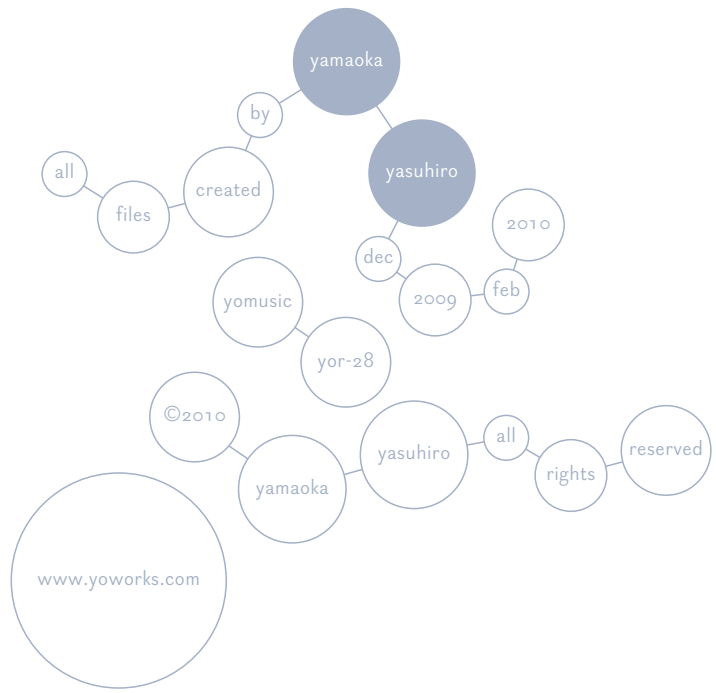 all files created by yamaoka yasuhiro dec 2009 feb 2010
yomusic yor-28
©2010 yamaoka yasuhiro all rights reserved
www.yoworks.com